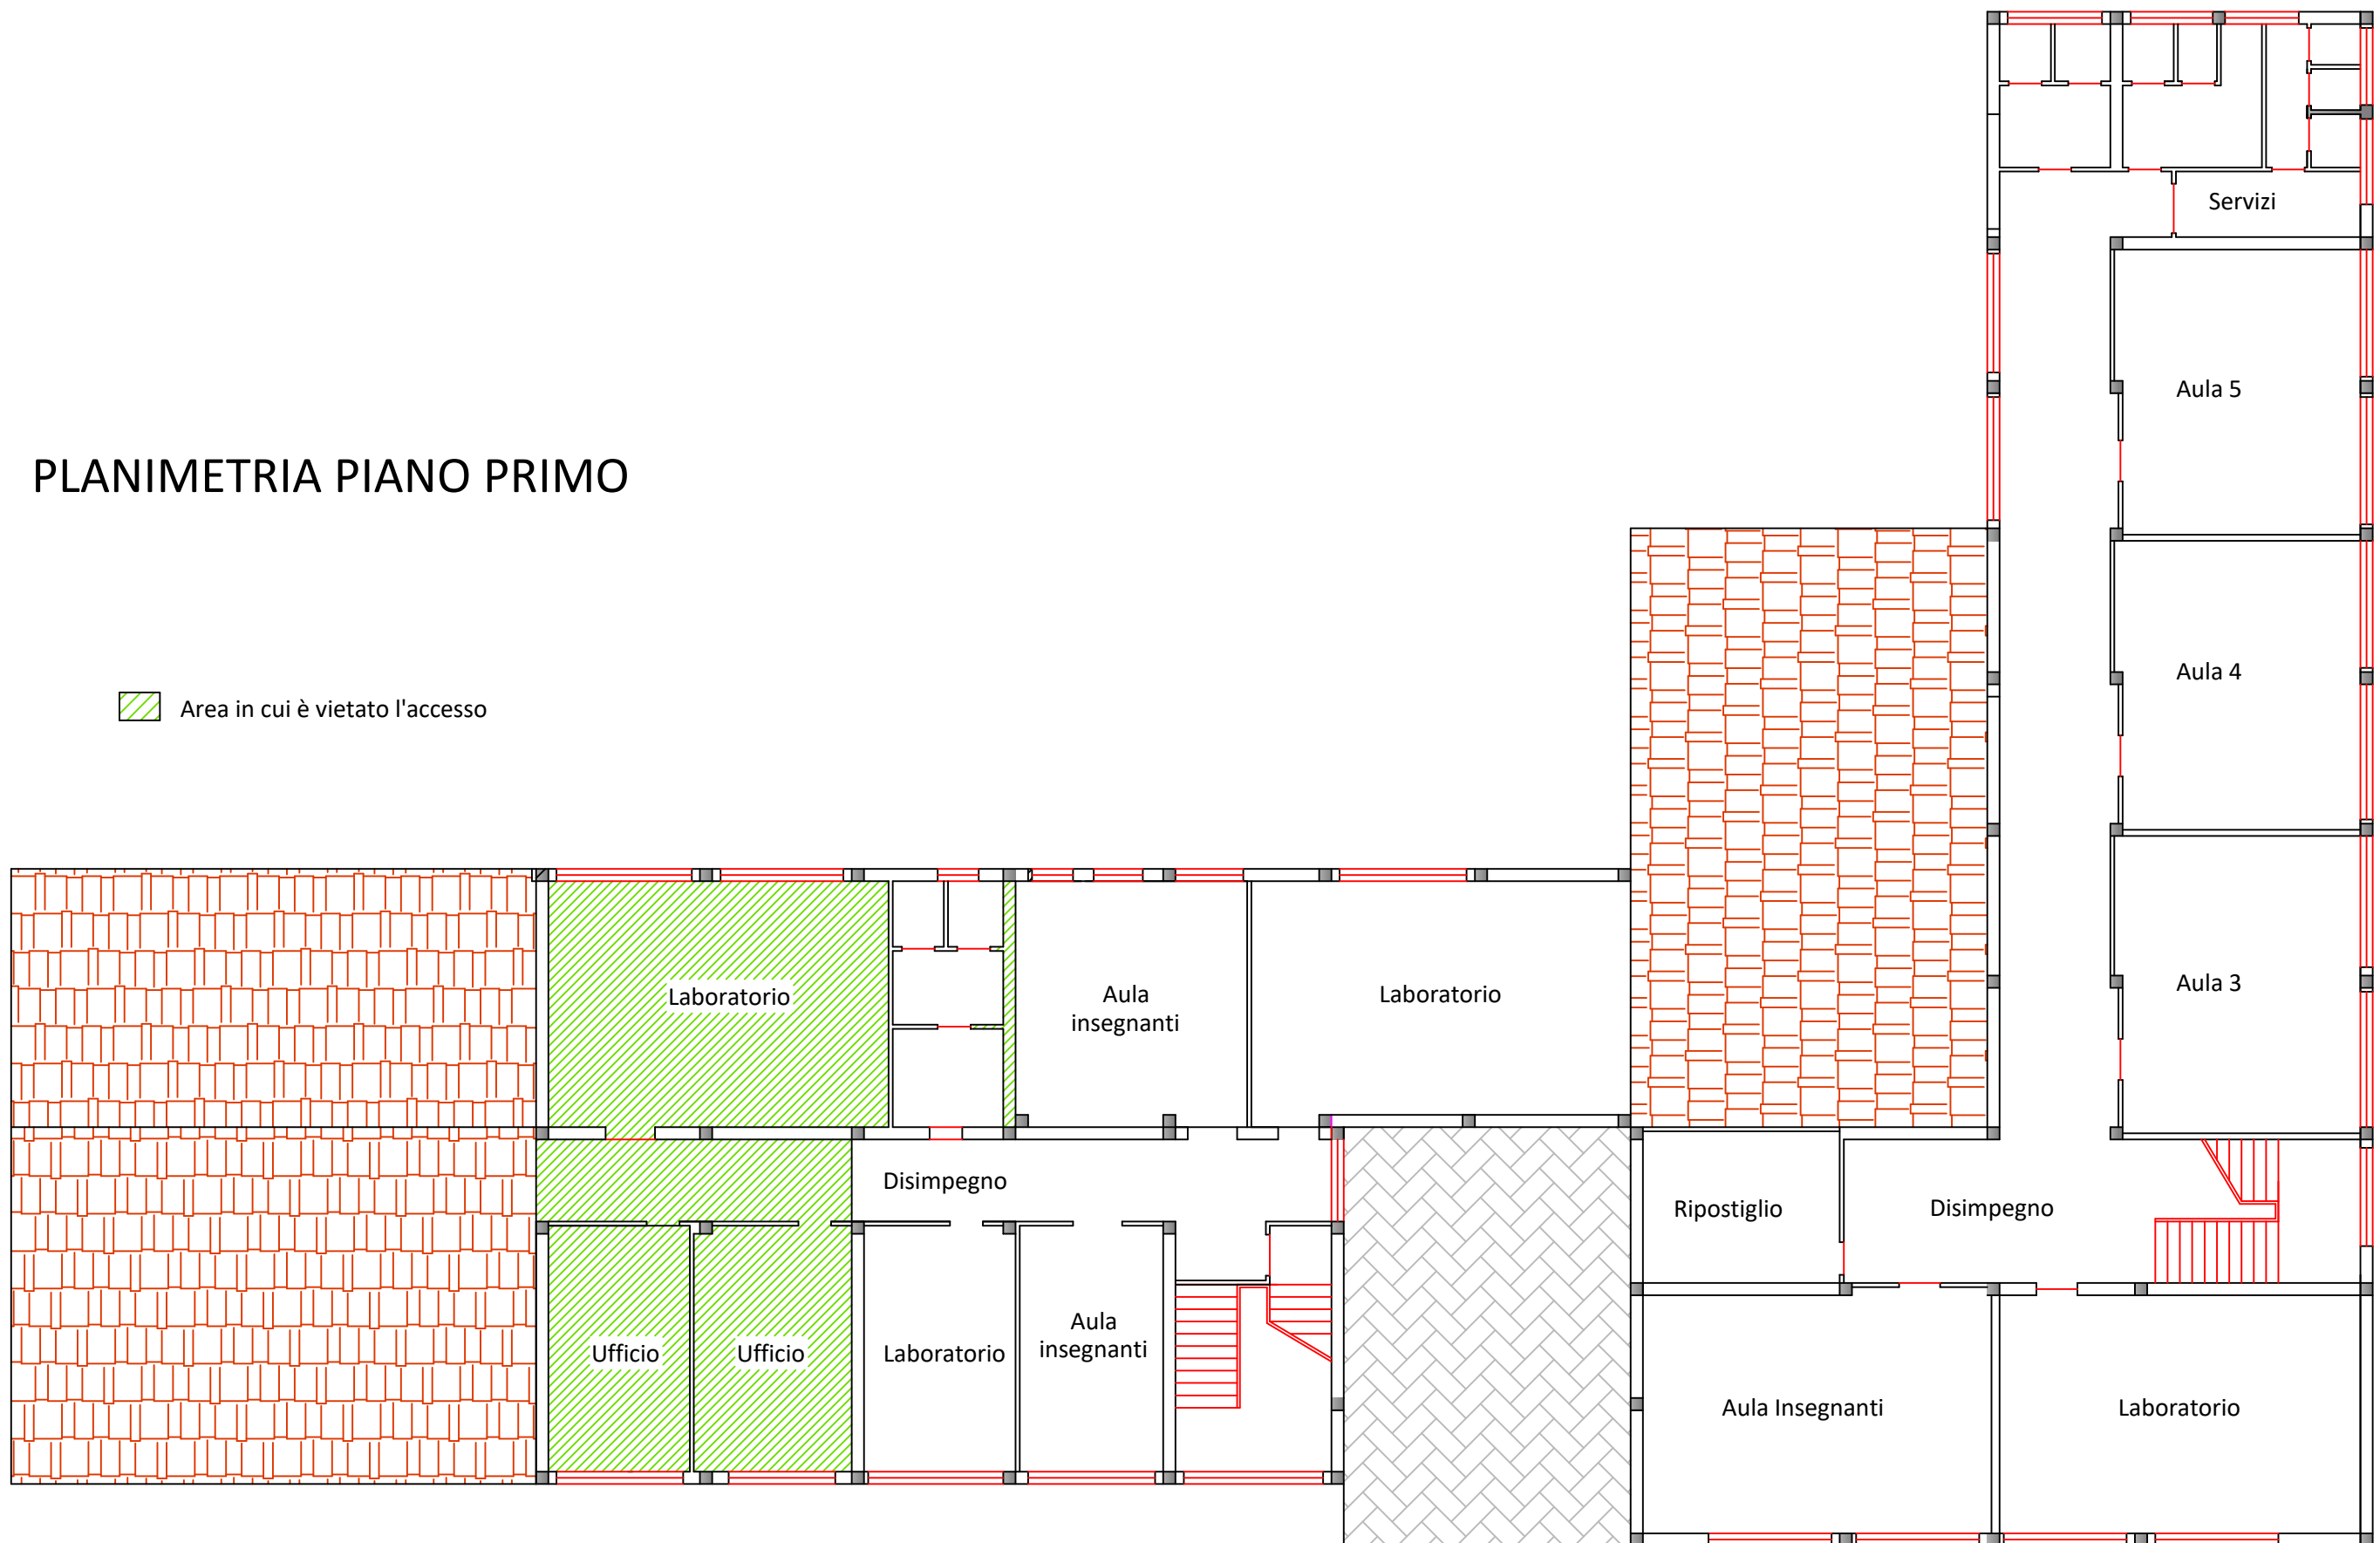 Servizi
Aula 5
PLANIMETRIA PIANO PRIMO
Aula 4
Area in cui è vietato l'accesso
Laboratorio
Aula
insegnanti
Laboratorio
Aula 3
Disimpegno
Ripostiglio
Disimpegno
Ufficio
Ufficio
Laboratorio
Aula
insegnanti
Aula Insegnanti
Laboratorio